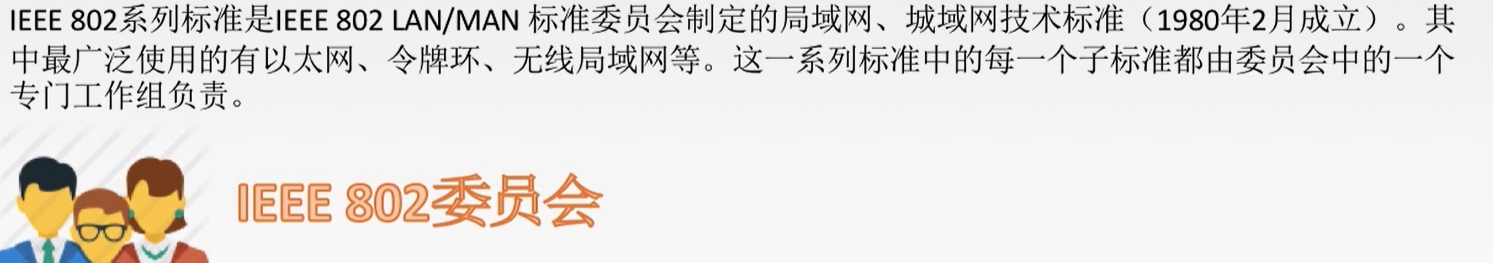 IEEE 802系列标准是IEEE 802 LAN/MAN 标准委员会制定的局域网、城域网技术标准（1980年2月成立）。其
中最广泛使用的有以太网、令牌环、无线局域网等。这一系列标准中的每一个子标准都由委员会中的一个
专门工作组负责。
IEEE 802委员会